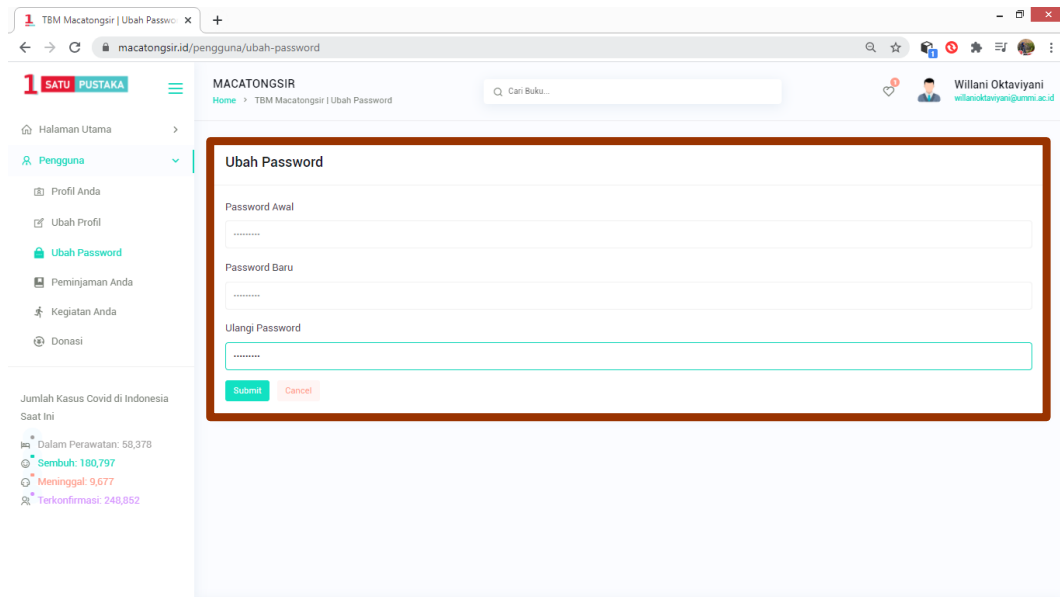 TBM Macatongsir | Ubah Passwo
macatongsir.id/pengguna/ubah-password
1 SATU PUSTAKA
MACATONGSIR
Home > TBM Macatongsir | Ubah Password
Cari Buku...
1
Willani Oktaviyani
willanioktaviyani@ummi.ac.id
Halaman Utama
Pengguna
Profil Anda
Ubah Profil
Ubah Password
Peminjaman Anda
Kegiatan Anda
Donasi
Jumlah Kasus Covid di Indonesia
Saat Ini
Dalam Perawatan: 58,378
Sembuh: 180,797
Meninggal: 9,677
Terkonfirmasi: 248,852
Ubah Password
Password Awal
---------
Password Baru
---------
Ulangi Password
•••••••••
Submit
Cancel